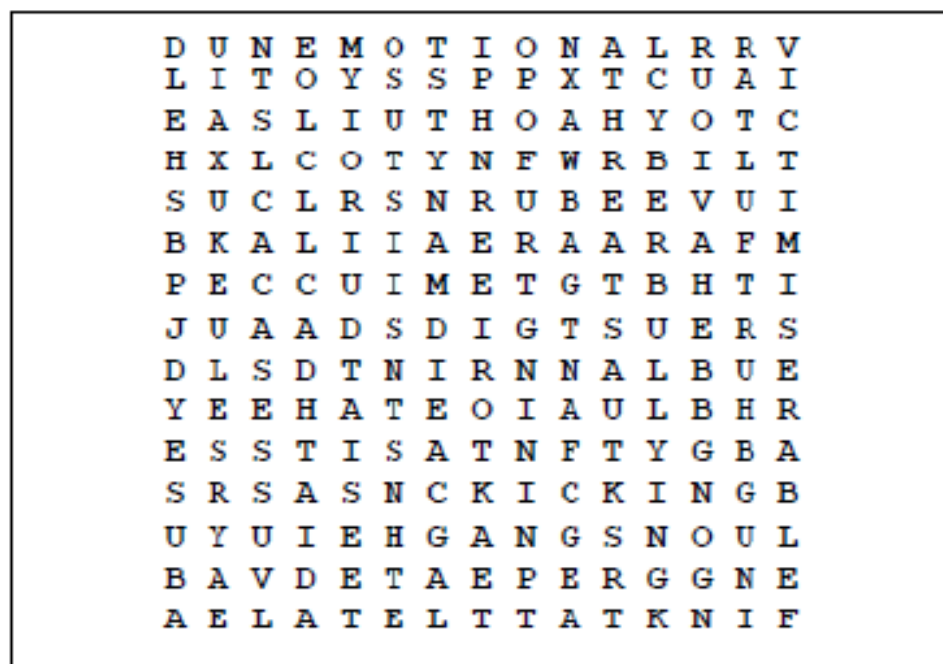 D U N E M O T I O N A L R R V
L I T O Y S S P P X T C U A I
E A S L I U T H O A H Y O T C
H X L C O T Y N F W R B I L T
S U C L R S N R U B E E V U I
B K A L I I A E R A A R A F M
P E C C U I M E T G T B H T I
J U A A D S D I G T S U E R S
D L S D T N I R N N A L B U E
Y E E H A T E O I A U L B H R
E S S T I S A T N F T Y G B A
S R S A S N C K I C K I N G B
U Y U I E H G A N G S N O U L
B A V D E T A E P E R G G N E
A E L A T E L T T A T K N I F